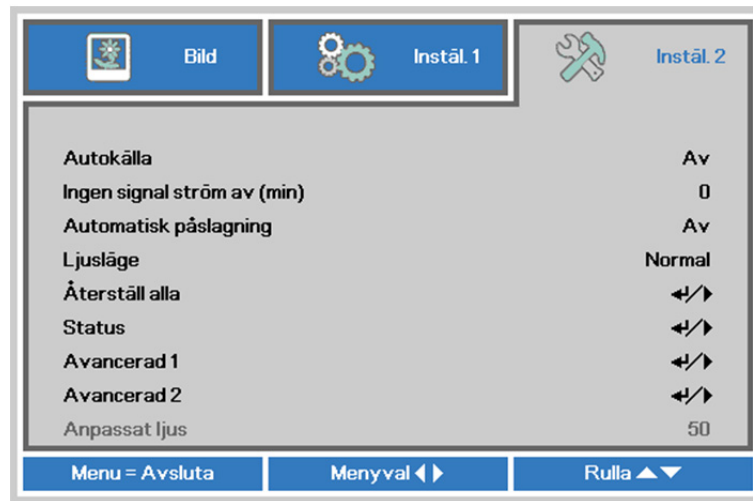 Bild
Instäl. 1
Instäl. 2
Autokälla Av
Ingen signal ström av (min) 0
Automatisk påslagning Av
Ljusläge Normal
Återställ alla
Status
Avancerad 1
Avancerad 2
Anpassat ljus 50
Menu = Avsluta
Menyval
Rulla